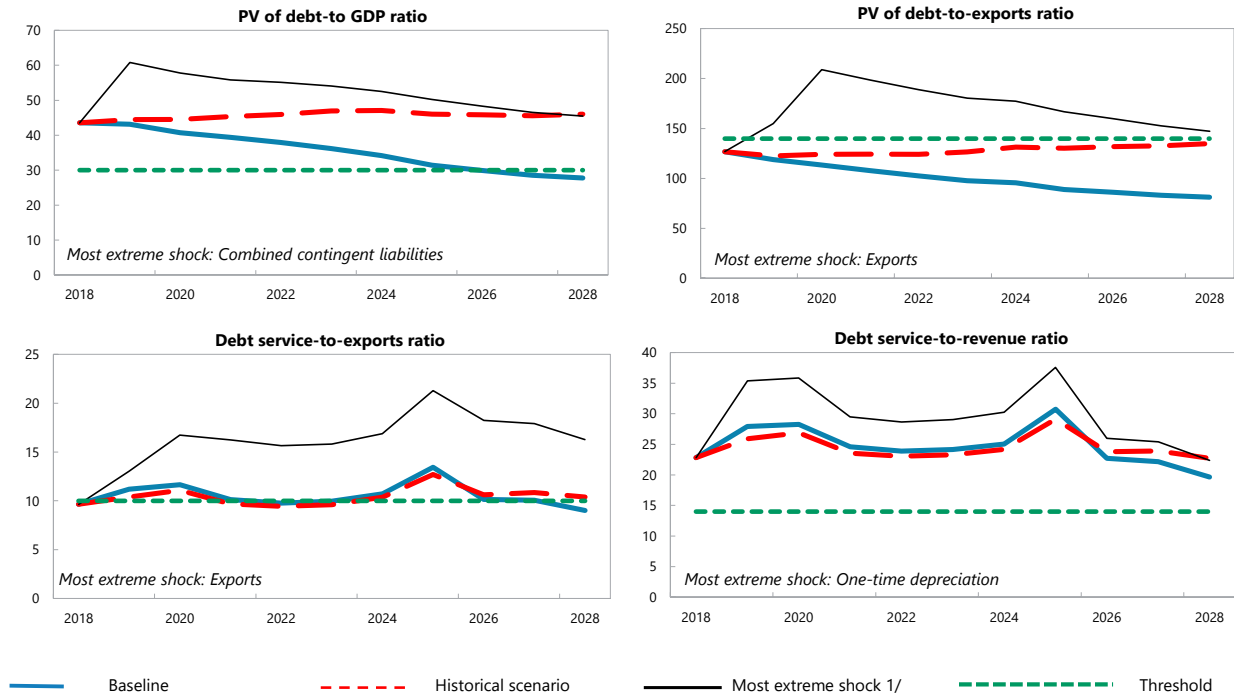 PV of debt-to GDP ratio
70
60
50
40
30
20
10
0
Most extreme shock: Combined contingent liabilities
2018 2020 2022 2024 2026 2028
PV of debt-to-exports ratio
250
200
150
100
50
0
Most extreme shock: Exports
2018 2020 2022 2024 2026 2028
Debt service-to-exports ratio
25
20
15
10
5
0
Most extreme shock: Exports
2018 2020 2022 2024 2026 2028
Debt service-to-revenue ratio
40
35
30
25
20
15
10
5
0
Most extreme shock: One-time depreciation
2018 2020 2022 2024 2026 2028
Baseline Historical scenario Most extreme shock 1/ Threshold